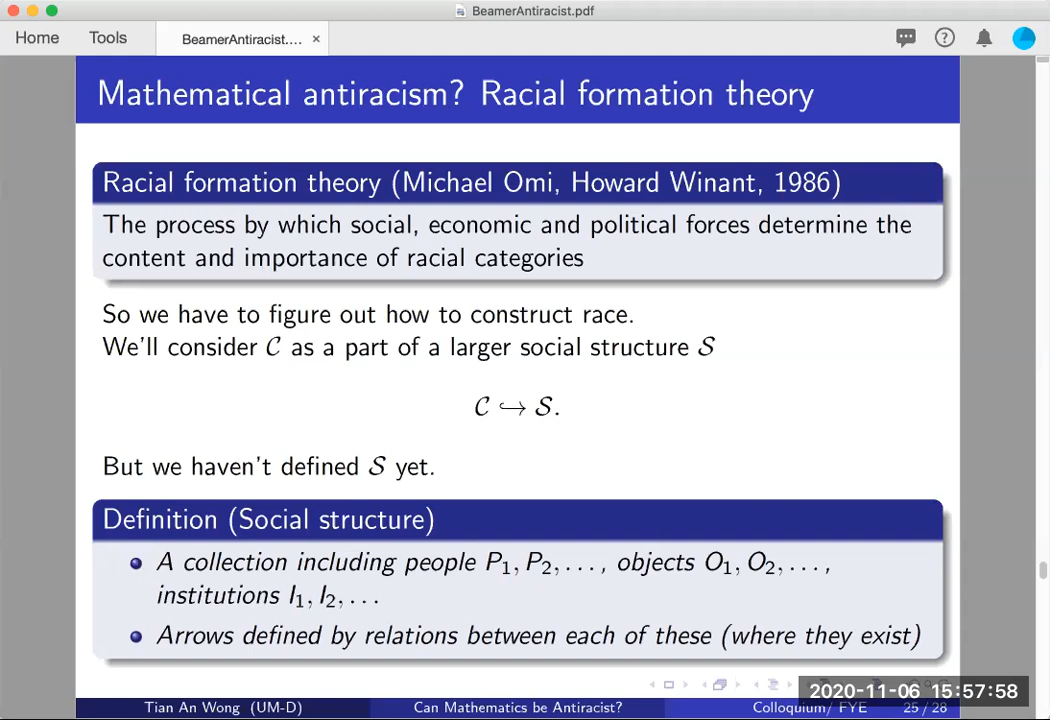 BeamerAntiracist.pdf
Home Tools BeamerAntiracist.... ×
Mathematical antiracism? Racial formation theory
Racial formation theory (Michael Omi, Howard Winant, 1986)
The process by which social, economic and political forces determine the
content and importance of racial categories
So we have to figure out how to construct race.
We'll consider 𝒞 as a part of a larger social structure 𝒮
𝒞 ↪ 𝒮.
But we haven't defined 𝒮 yet.
Definition (Social structure)
A collection including people P₁, P₂, . . . , objects O₁, O₂, . . . ,
institutions I₁, I₂, . . .
Arrows defined by relations between each of these (where they exist)
2020-11-06 15:57:58
Tian An Wong (UM-D) Can Mathematics be Antiracist? Colloquium/ FYE 25 / 28